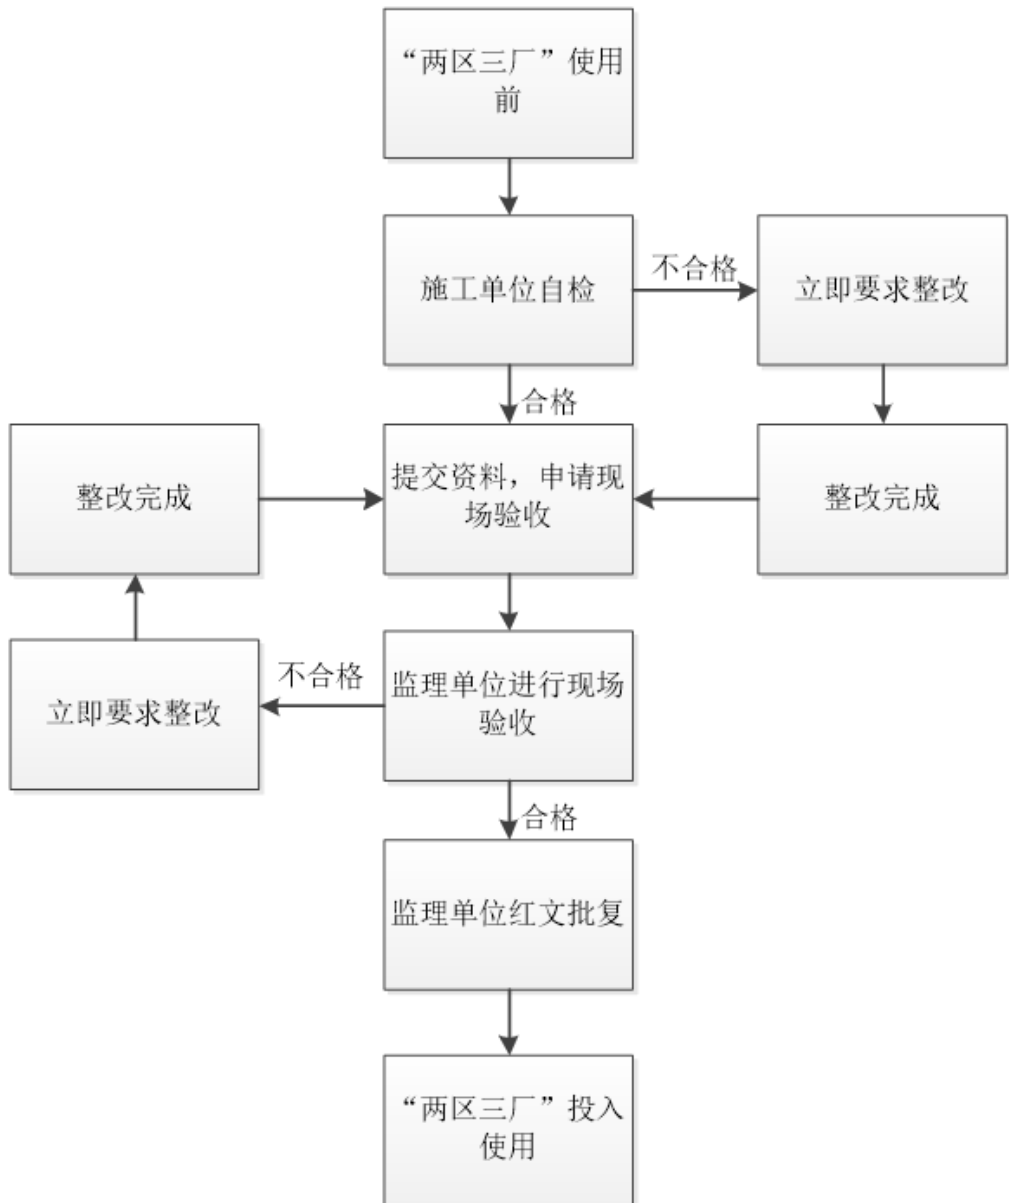 “两区三厂”使用
前
施工单位自检
不合格
立即要求整改
合格
整改完成
提交资料，申请现
场验收
整改完成
不合格
监理单位进行现场
验收
立即要求整改
合格
监理单位红文批复
“两区三厂”投入
使用